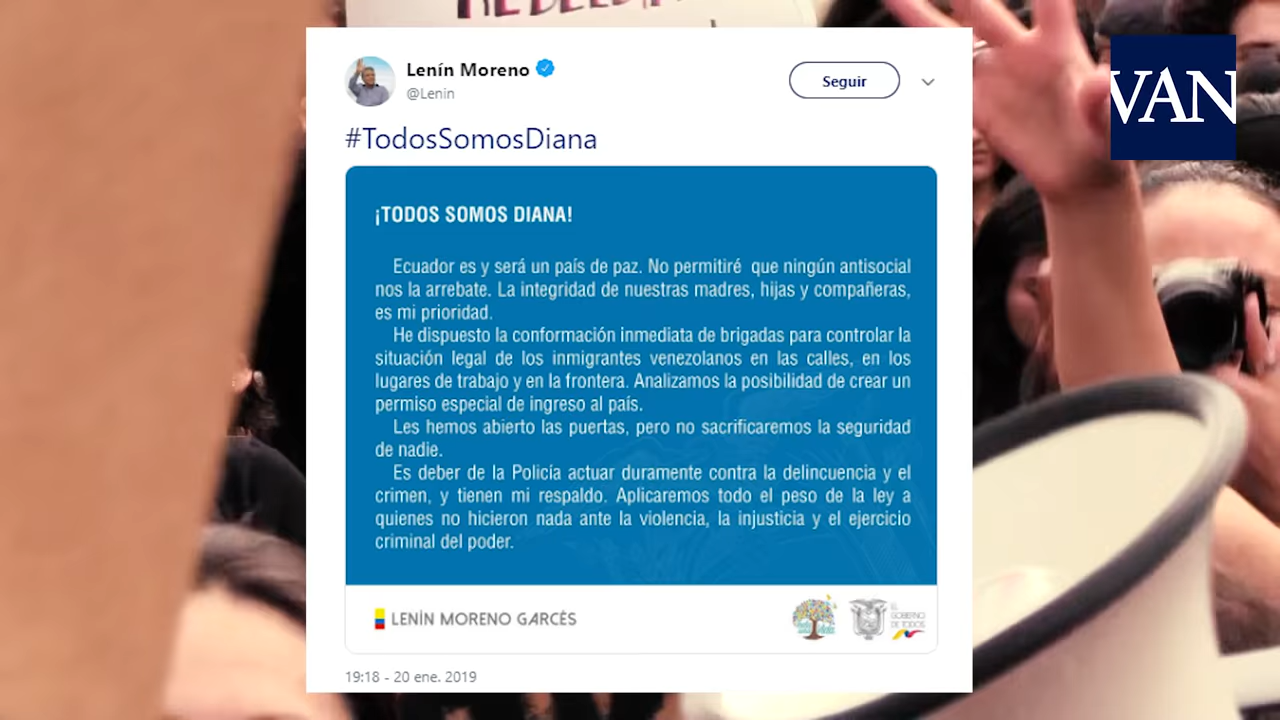 VAN
Lenín Moreno
@Lenin
Seguir
#TodosSomosDiana
¡TODOS SOMOS DIANA!
Ecuador es y será un país de paz. No permitiré que ningún antisocial
nos la arrebate. La integridad de nuestras madres, hijas y compañeras,
es mi prioridad.
He dispuesto la conformación inmediata de brigadas para controlar la
situación legal de los inmigrantes venezolanos en las calles, en los
lugares de trabajo y en la frontera. Analizamos la posibilidad de crear un
permiso especial de ingreso al país.
Les hemos abierto las puertas, pero no sacrificaremos la seguridad
de nadie.
Es deber de la Policía actuar duramente contra la delincuencia y el
crimen, y tienen mi respaldo. Aplicaremos todo el peso de la ley a
quienes no hicieron nada ante la violencia, la injusticia y el ejercicio
criminal del poder.
LENÍN MORENO GARCÉS
EL
GOBIERNO
DE TODOS
19:18 - 20 ene. 2019